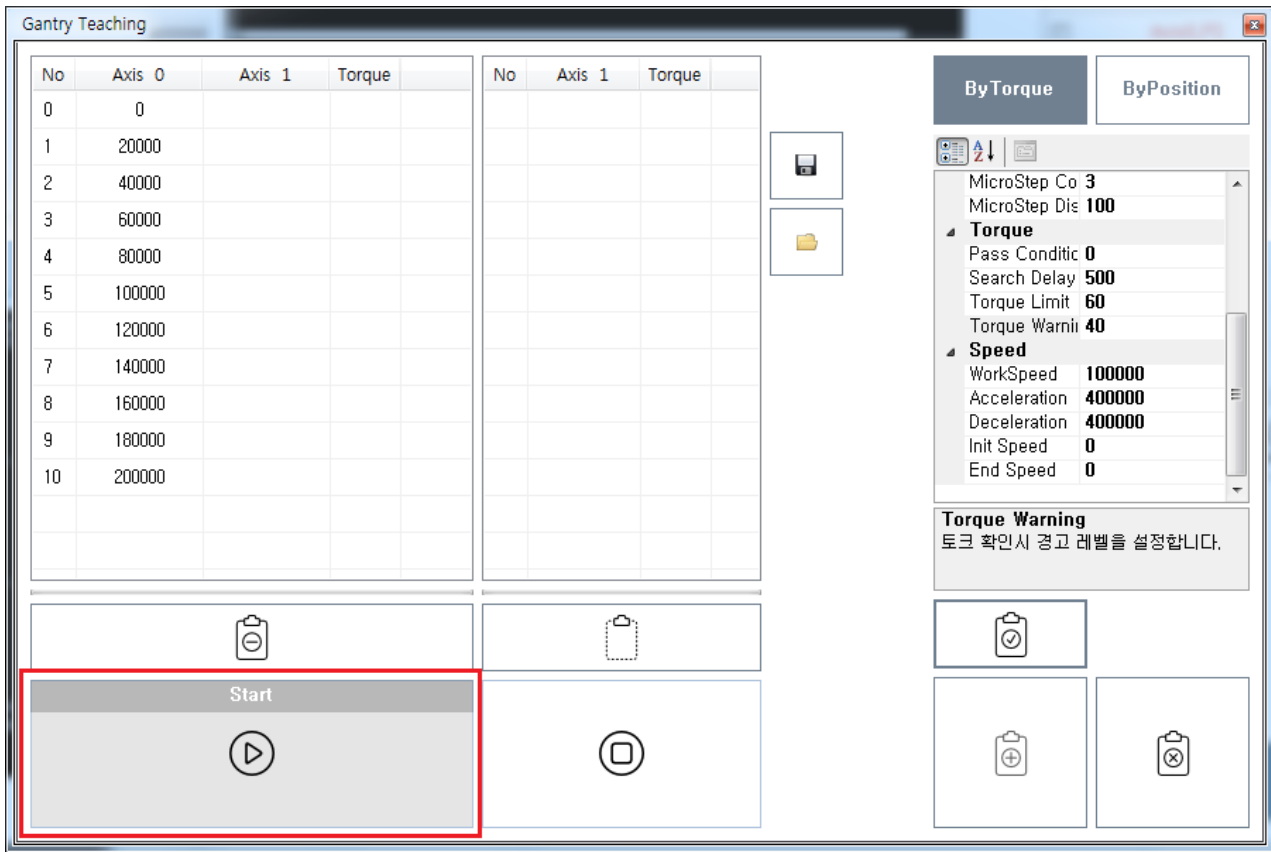 Gantry Teaching
No Axis 0 Axis 1 Torque
0 0
1 20000
2 40000
3 60000
4 80000
5 100000
6 120000
7 140000
8 160000
9 180000
10 200000
No Axis 1 Torque
ByTorque
ByPosition
MicroStep Co 3
MicroStep Dis 100
Torque
Pass Conditic 0
Search Delay 500
Torque Limit 60
Torque Warnii 40
Speed
WorkSpeed 100000
Acceleration 400000
Deceleration 400000
Init Speed 0
End Speed 0
Torque Warning
토크 확인시 경고 레벨을 설정합니다.
Start